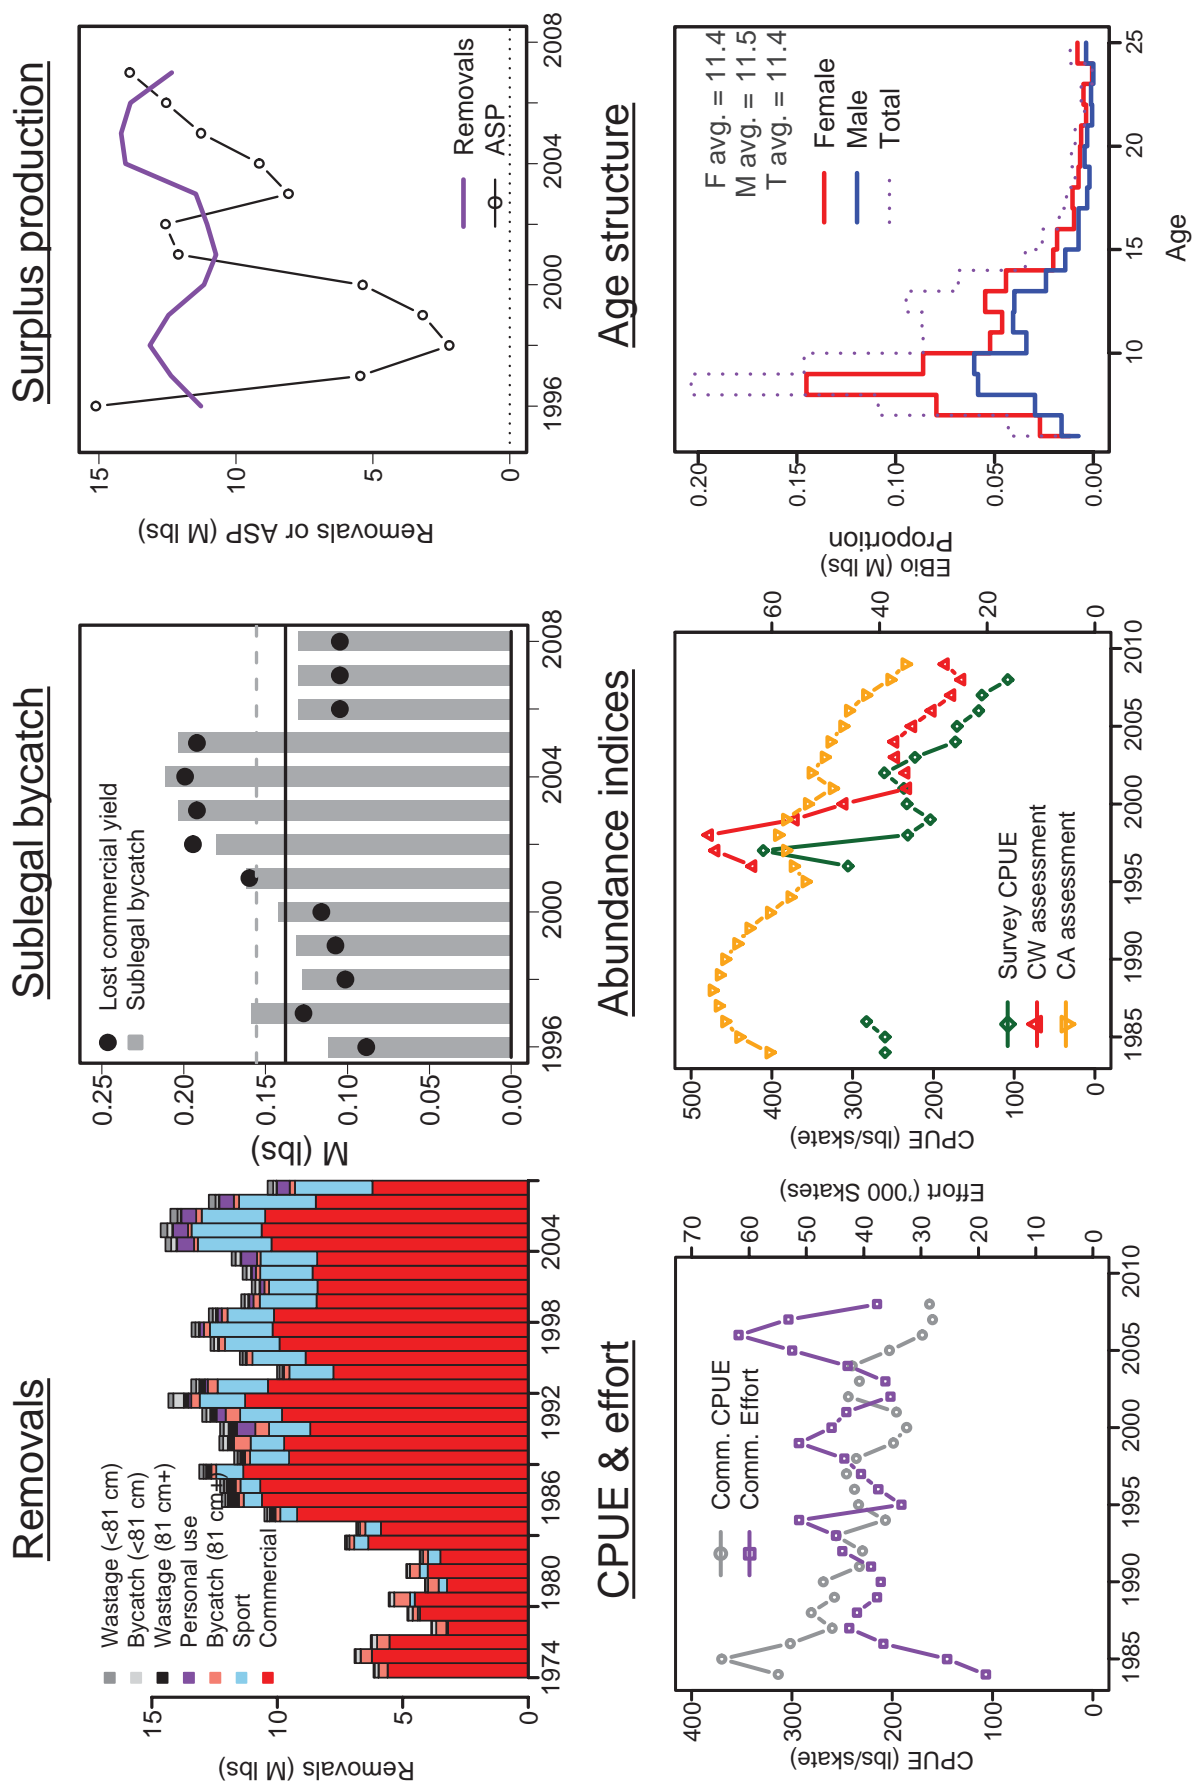 Removals
Wastage (<81 cm)
Bycatch (<81 cm)
Wastage (81 cm+)
Personal use
Bycatch (81 cm+)
Sport
Commercial
Removals (M lbs)
15
10
5
0
1974
1980
1986
1992
1998
2004
Sublegal bycatch
Lost commercial yield
Sublegal bycatch
M (lbs)
0.25
0.20
0.15
0.10
0.05
0.00
1996
2000
2004
2008
Surplus production
Removals
ASP
Removals or ASP (M lbs)
15
10
5
0
1996
2000
2004
2008
CPUE & effort
Comm. CPUE
Comm. Effort
CPUE (lbs/skate)
400
300
200
100
0
Effort ('000 Skates)
70
60
50
40
30
20
10
0
1985
1990
1995
2000
2005
2010
Abundance indices
Survey CPUE
CW assessment
CA assessment
CPUE (lbs/skate)
500
400
300
200
100
0
EBio (M lbs)
60
40
20
0
1985
1990
1995
2000
2005
2010
Age structure
F avg. = 11.4
M avg. = 11.5
T avg. = 11.4
Female
Male
Total
Proportion
0.20
0.15
0.10
0.05
0.00
10
15
20
25
Age